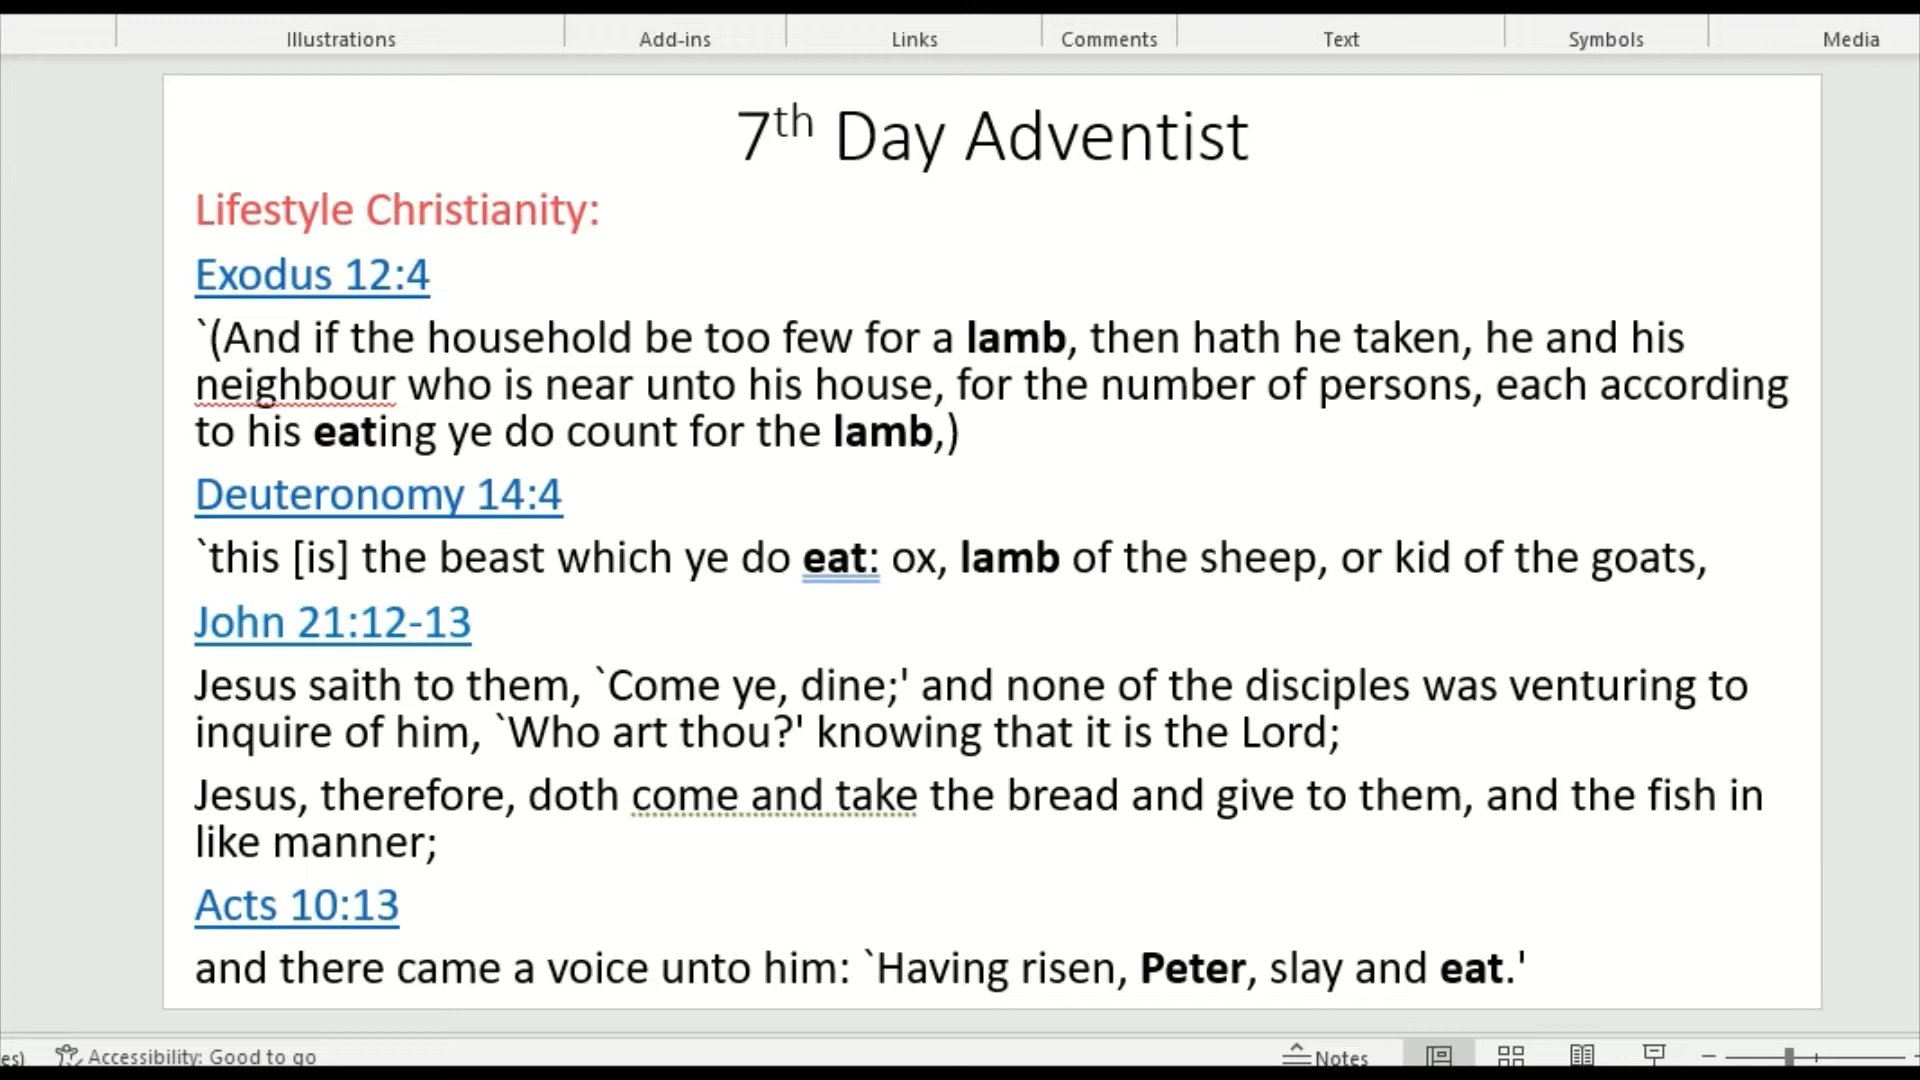 Illustrations Add-ins Links Comments Text Symbols Media
7th Day Adventist
Lifestyle Christianity:
Exodus 12:4
`(And if the household be too few for a lamb, then hath he taken, he and his
neighbour who is near unto his house, for the number of persons, each according
to his eating ye do count for the lamb,)
Deuteronomy 14:4
`this [is] the beast which ye do eat: ox, lamb of the sheep, or kid of the goats,
John 21:12-13
Jesus saith to them, `Come ye, dine;' and none of the disciples was venturing to
inquire of him, `Who art thou?' knowing that it is the Lord;
Jesus, therefore, doth come and take the bread and give to them, and the fish in
like manner;
Acts 10:13
and there came a voice unto him: `Having risen, Peter, slay and eat.'
es) Accessibility: Good to go Notes